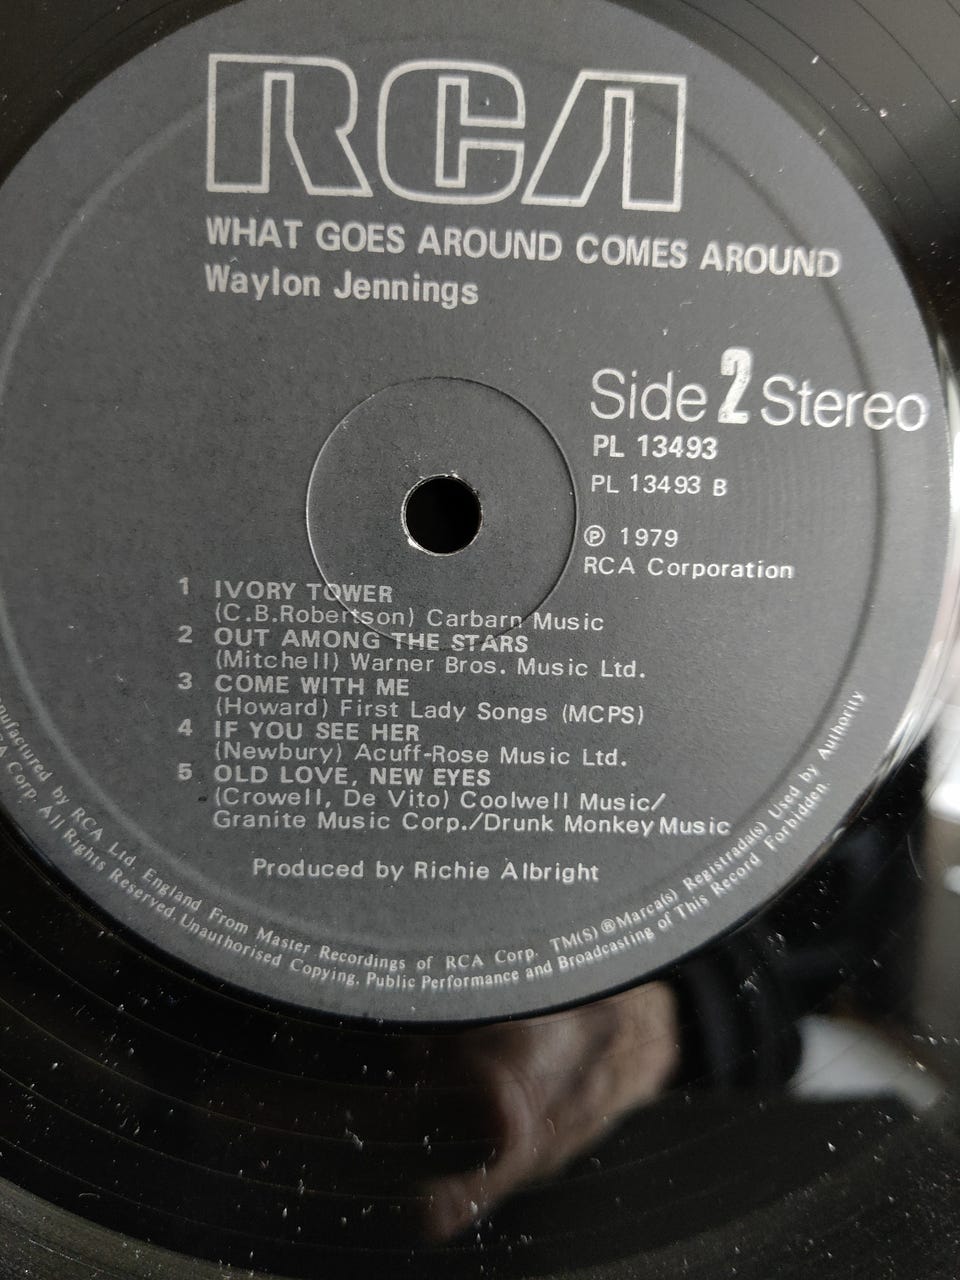 RCA
WHAT GOES AROUND COMES AROUND
Waylon Jennings
Side 2 Stereo
PL 13493
PL 13493 B
℗ 1979
RCA Corporation
1 IVORY TOWER
(C.B.Robertson) Carbarn Music
2 OUT AMONG THE STARS
(Mitchell) Warner Bros. Music Ltd.
3 COME WITH ME
(Howard) First Lady Songs (MCPS)
4 IF YOU SEE HER
(Newbury) Acuff-Rose Music Ltd.
5 OLD LOVE, NEW EYES
(Crowell, De Vito) Coolwell Music/
Granite Music Corp./Drunk Monkey Music
Produced by Richie Albright
by RCA Ltd. England From Master Recordings of RCA Corp. TM(S) ®Marca(s) Registrada(s) Used by Authority
Corp. All Rights Reserved. Unauthorised Copying, Public Performance and Broadcasting of This Record Forbidden.